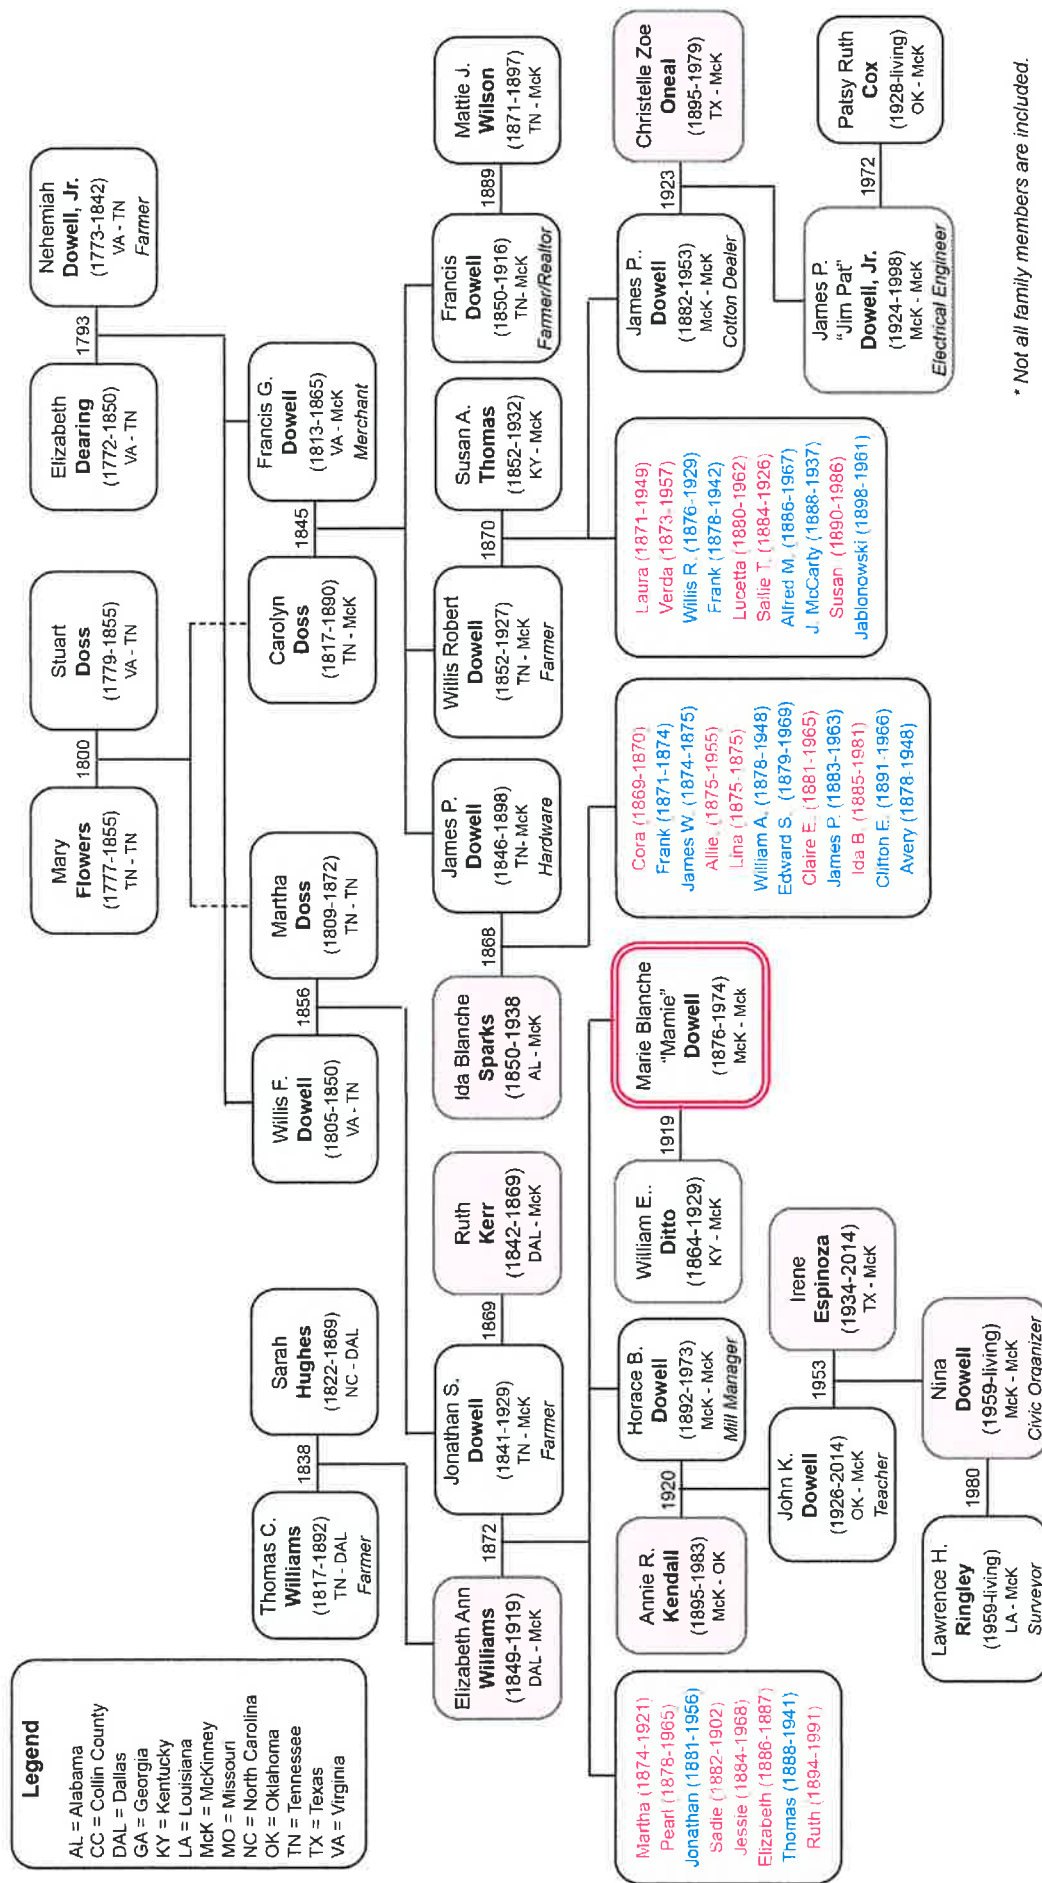 Legend
AL = Alabama
CC = Collin County
DAL = Dallas
GA = Georgia
KY = Kentucky
LA = Louisiana
McK = McKinney
MO = Missouri
NC = North Carolina
OK = Oklahoma
TN = Tennessee
TX = Texas
VA = Virginia
Mary
Flowers
(1777-1855)
TN - TN
1800
Stuart
Doss
(1779-1855)
VA - TN
Elizabeth
Dearing
(1772-1850)
VA - TN
1793
Nehemiah
Dowell, Jr.
(1773-1842)
VA - TN
Farmer
Thomas C.
Williams
(1817-1892)
TN - DAL
Farmer
1838
Sarah
Hughes
(1822-1869)
NC - DAL
Willis F.
Dowell
(1805-1850)
VA - TN
1856
Martha
Doss
(1809-1872)
TN - TN
Carolyn
Doss
(1817-1890)
TN - McK
1845
Francis G.
Dowell
(1813-1865)
VA - McK
Merchant
Elizabeth Ann
Williams
(1849-1919)
DAL - McK
1872
Jonathan S.
Dowell
(1841-1929)
TN - McK
Farmer
1869
Ruth
Kerr
(1842-1869)
DAL - McK
Ida Blanche
Sparks
(1850-1938
AL - McK
1868
James P.
Dowell
(1846-1898)
TN- McK
Hardware
Willis Robert
Dowell
(1852-1927)
TN - McK
Farmer
1870
Susan A.
Thomas
(1852-1932)
KY - McK
Francis
Dowell
(1850-1916)
TN- McK
Farmer/Realtor
1889
Mattie J.
Wilson
(1871-1897)
TN - McK
Martha (1874-1921)
Pearl (1878-1965)
Jonathan (1881-1956)
Sadie (1882-1902)
Jessie (1884-1968)
Elizabeth (1886-1887)
Thomas (1888-1941)
Ruth (1894-1991)
Annie R.
Kendall
(1895-1983)
McK - OK
1920
Horace B.
Dowell
(1892-1973)
McK - McK
Mill Manager
William E..
Ditto
(1864-1929)
KY - McK
1919
Marie Blanche
"Mamie"
Dowell
(1876-1974)
McK - Mck
Cora (1869-1870)
Frank (1871-1874)
James W. (1874-1875)
Allie. (1875-1955)
Lina (1875-1875)
William A. (1878-1948)
Edward S. (1879-1969)
Claire E. (1881-1965)
James P. (1883-1963)
Ida B. (1885-1981)
Clifton E. (1891-1966)
Avery (1878-1948)
Laura (1871-1949)
Verda (1873-1957)
Willis R. (1876-1929)
Frank (1878-1942)
Lucetta (1880-1962)
Sallie T. (1884-1926)
Alfred M. (1886-1967)
J. McCarty (1888-1937)
Susan (1890-1986)
Jablonowski (1898-1961)
James P..
Dowell
(1882-1953)
McK - McK
Cotton Dealer
1923
Christelle Zoe
Oneal
(1895-1979)
TX - McK
John K.
Dowell
(1926-2014)
OK - McK
Teacher
1953
Irene
Espinoza
(1934-2014)
TX - McK
James P.
"Jim Pat"
Dowell, Jr.
(1924-1998)
McK - McK
Electrical Engineer
1972
Patsy Ruth
Cox
(1928-living)
OK - McK
Lawrence H.
Ringley
(1959-living)
LA - McK
Surveyor
1980
Nina
Dowell
(1959-living)
McK - McK
Civic Organizer
* Not all family members are included.